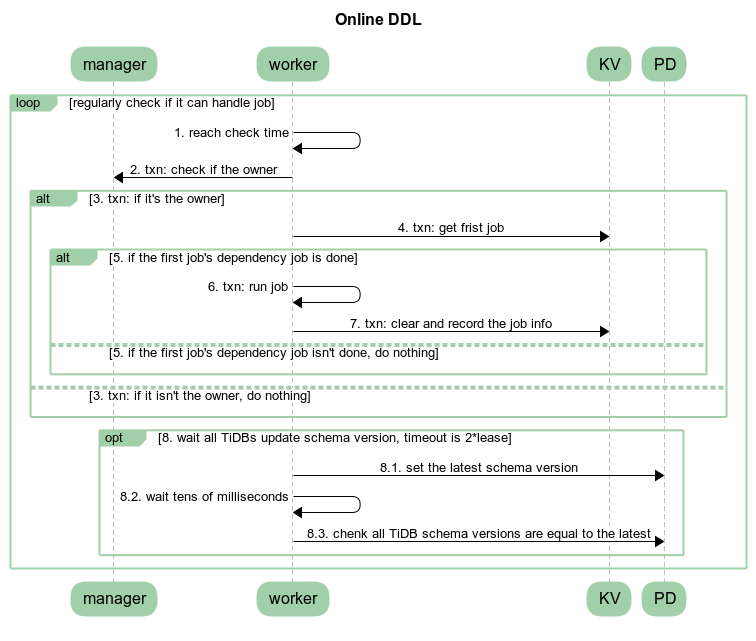 Online DDL
manager worker KV PD
loop [regularly check if it can handle job]
1. reach check time
2. txn: check if the owner
alt [3. txn: if it's the owner]
4. txn: get frist job
alt [5. if the first job's dependency job is done]
6. txn: run job
7. txn: clear and record the job info
[5. if the first job's dependency job isn't done, do nothing]
[3. txn: if it isn't the owner, do nothing]
opt [8. wait all TiDBs update schema version, timeout is 2*lease]
8.1. set the latest schema version
8.2. wait tens of milliseconds
8.3. chenk all TiDB schema versions are equal to the latest
manager worker KV PD